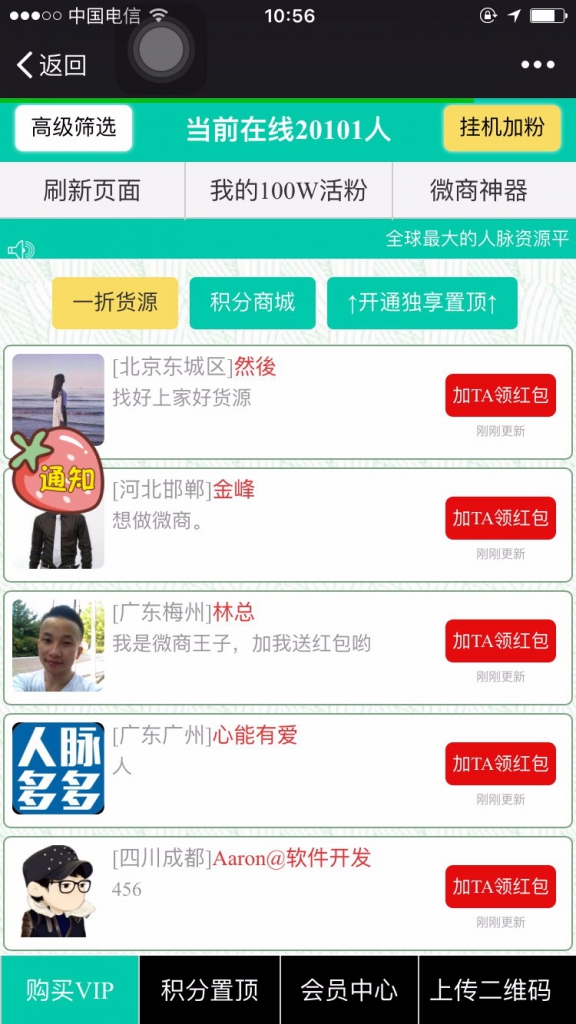 中国电信
10:56
返回
高级筛选
当前在线20101人
挂机加粉
刷新页面
我的100W活粉
微商神器
全球最大的人脉资源平
一折货源
积分商城
↑开通独享置顶↑
[北京东城区]然後
找好上家好货源
加TA领红包
刚刚更新
通知
[河北邯郸]金峰
想做微商。
加TA领红包
刚刚更新
[广东梅州]林总
我是微商王子，加我送红包哟
加TA领红包
刚刚更新
人脉
多多
[广东广州]心能有爱
人
加TA领红包
刚刚更新
[四川成都]Aaron@软件开发
456
加TA领红包
刚刚更新
购买VIP
积分置顶
会员中心
上传二维码